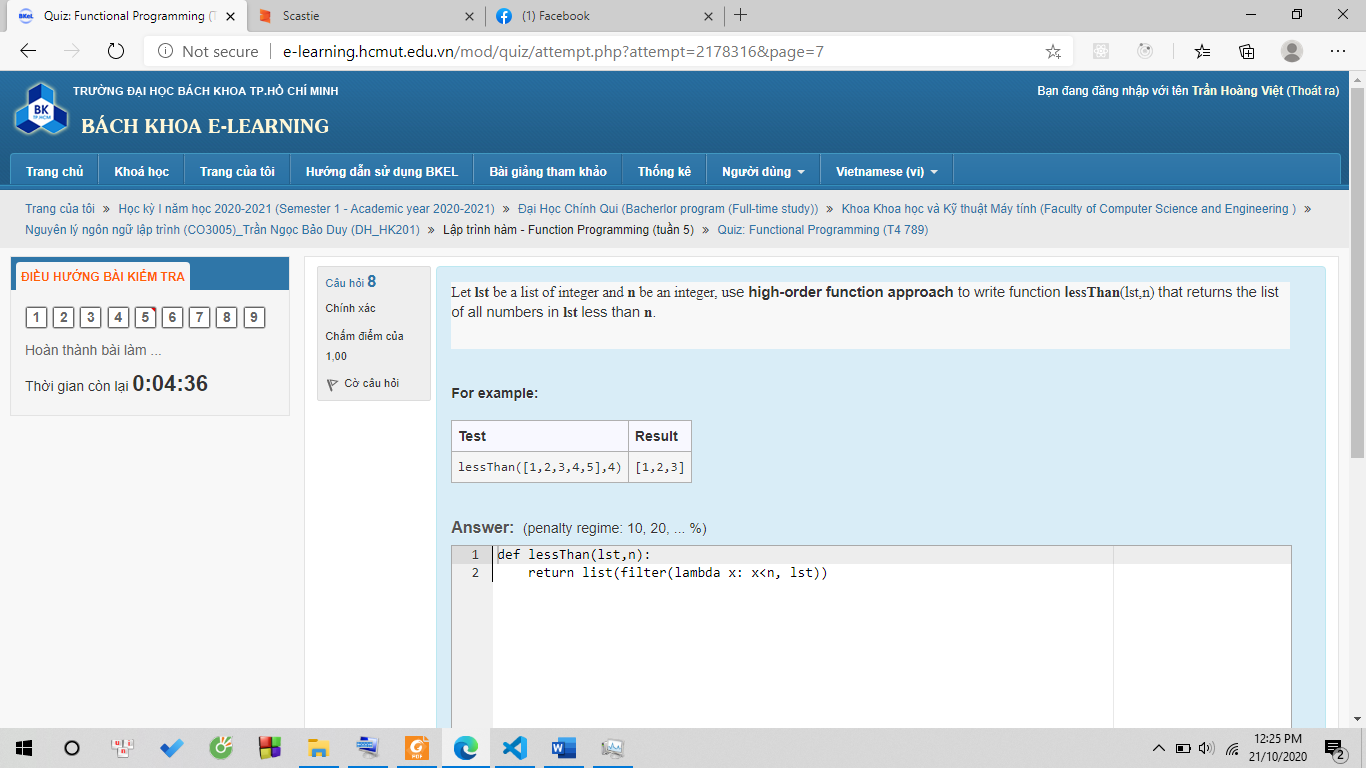 Quiz: Functional Programming (T
Scastie
(1) Facebook
Not secure
e-learning.hcmut.edu.vn/mod/quiz/attempt.php?attempt=2178316&page=7
BK
TP.HCM
TRƯỜNG ĐẠI HỌC BÁCH KHOA TP.HỒ CHÍ MINH
BÁCH KHOA E-LEARNING
Bạn đang đăng nhập với tên Trần Hoàng Việt (Thoát ra)
Trang chủ
Khoá học
Trang của tôi
Hướng dẫn sử dụng BKEL
Bài giảng tham khảo
Thống kê
Người dùng
Vietnamese (vi)
Trang của tôi » Học kỳ I năm học 2020-2021 (Semester 1 - Academic year 2020-2021) » Đại Học Chính Qui (Bacherlor program (Full-time study)) » Khoa Khoa học và Kỹ thuật Máy tính (Faculty of Computer Science and Engineering ) »
Nguyên lý ngôn ngữ lập trình (CO3005)_Trần Ngọc Bảo Duy (DH_HK201) » Lập trình hàm - Function Programming (tuần 5) » Quiz: Functional Programming (T4 789)
ĐIỀU HƯỚNG BÀI KIỂM TRA
1 2 3 4 5 6 7 8 9
Hoàn thành bài làm ...
Thời gian còn lại 0:04:36
Câu hỏi 8
Chính xác
Chấm điểm của
1,00
Cờ câu hỏi
Let lst be a list of integer and n be an integer, use high-order function approach to write function lessThan(lst,n) that returns the list
of all numbers in lst less than n.
For example:
Test Result
lessThan([1,2,3,4,5],4) [1,2,3]
Answer: (penalty regime: 10, 20, ... %)
1 def lessThan(lst,n):
2 return list(filter(lambda x: x<n, lst))
12:25 PM
21/10/2020
2